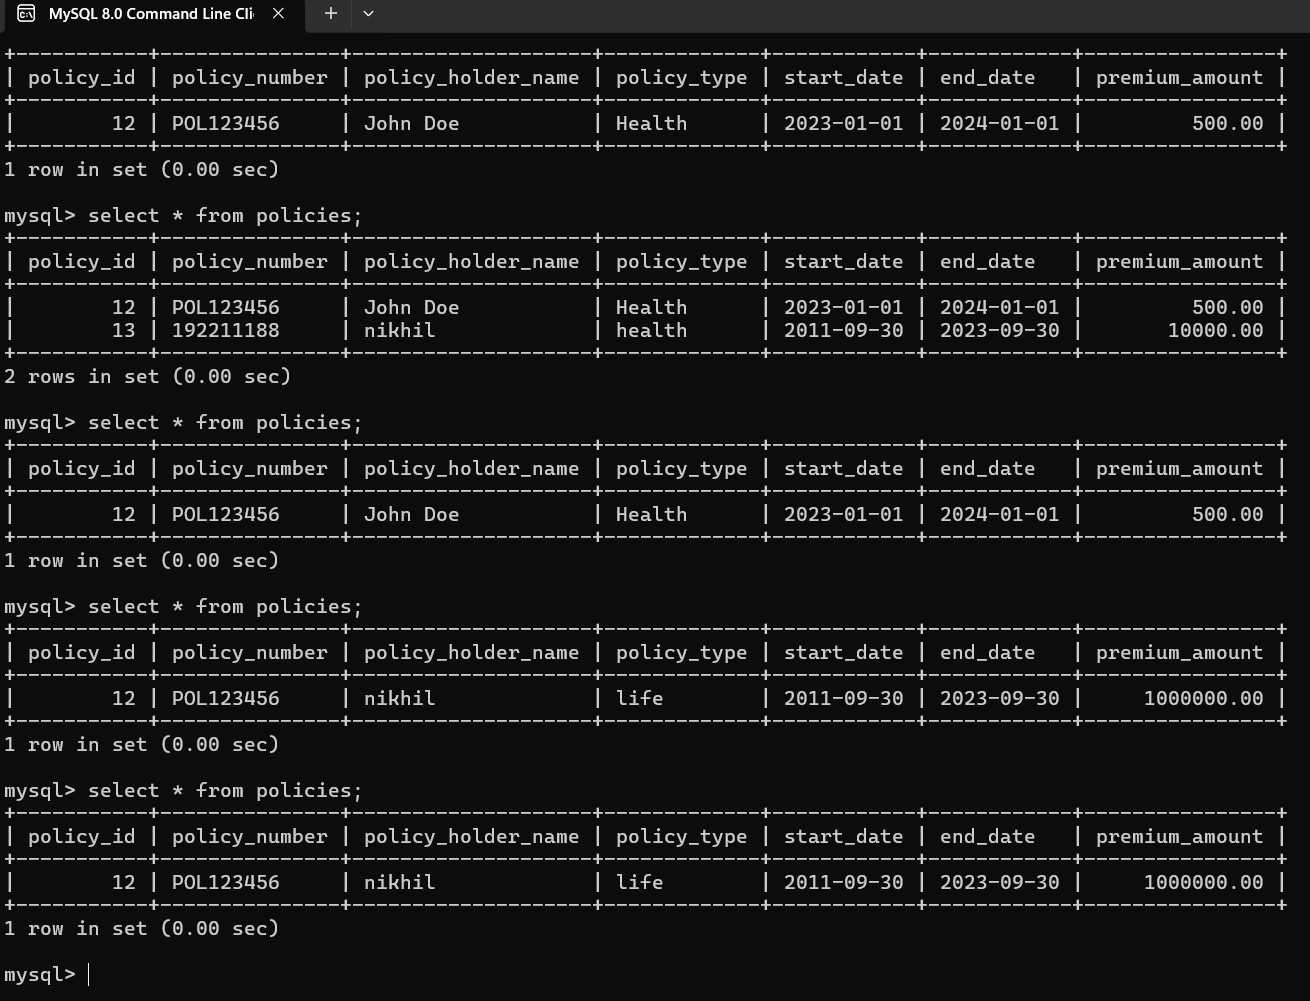 MySQL 8.0 Command Line Cli
+-----------+---------------+--------------------+-------------+------------+------------+----------------+
| policy_id | policy_number | policy_holder_name | policy_type | start_date | end_date   | premium_amount |
+-----------+---------------+--------------------+-------------+------------+------------+----------------+
|        12 | POL123456     | John Doe           | Health      | 2023-01-01 | 2024-01-01 |         500.00 |
+-----------+---------------+--------------------+-------------+------------+------------+----------------+
1 row in set (0.00 sec)
mysql> select * from policies;
+-----------+---------------+--------------------+-------------+------------+------------+----------------+
| policy_id | policy_number | policy_holder_name | policy_type | start_date | end_date   | premium_amount |
+-----------+---------------+--------------------+-------------+------------+------------+----------------+
|        12 | POL123456     | John Doe           | Health      | 2023-01-01 | 2024-01-01 |         500.00 |
|        13 | 192211188     | nikhil             | health      | 2011-09-30 | 2023-09-30 |       10000.00 |
+-----------+---------------+--------------------+-------------+------------+------------+----------------+
2 rows in set (0.00 sec)
mysql> select * from policies;
+-----------+---------------+--------------------+-------------+------------+------------+----------------+
| policy_id | policy_number | policy_holder_name | policy_type | start_date | end_date   | premium_amount |
+-----------+---------------+--------------------+-------------+------------+------------+----------------+
|        12 | POL123456     | John Doe           | Health      | 2023-01-01 | 2024-01-01 |         500.00 |
+-----------+---------------+--------------------+-------------+------------+------------+----------------+
1 row in set (0.00 sec)
mysql> select * from policies;
+-----------+---------------+--------------------+-------------+------------+------------+----------------+
| policy_id | policy_number | policy_holder_name | policy_type | start_date | end_date   | premium_amount |
+-----------+---------------+--------------------+-------------+------------+------------+----------------+
|        12 | POL123456     | nikhil             | life        | 2011-09-30 | 2023-09-30 |     1000000.00 |
+-----------+---------------+--------------------+-------------+------------+------------+----------------+
1 row in set (0.00 sec)
mysql> select * from policies;
+-----------+---------------+--------------------+-------------+------------+------------+----------------+
| policy_id | policy_number | policy_holder_name | policy_type | start_date | end_date   | premium_amount |
+-----------+---------------+--------------------+-------------+------------+------------+----------------+
|        12 | POL123456     | nikhil             | life        | 2011-09-30 | 2023-09-30 |     1000000.00 |
+-----------+---------------+--------------------+-------------+------------+------------+----------------+
1 row in set (0.00 sec)
mysql>